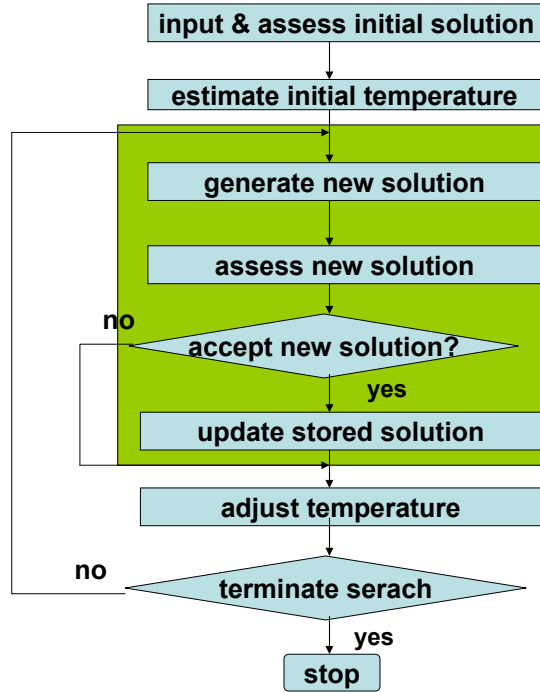 input & assess initial solution
estimate initial temperature
generate new solution
assess new solution
no
accept new solution?
yes
update stored solution
adjust temperature
no
terminate serach
yes
stop